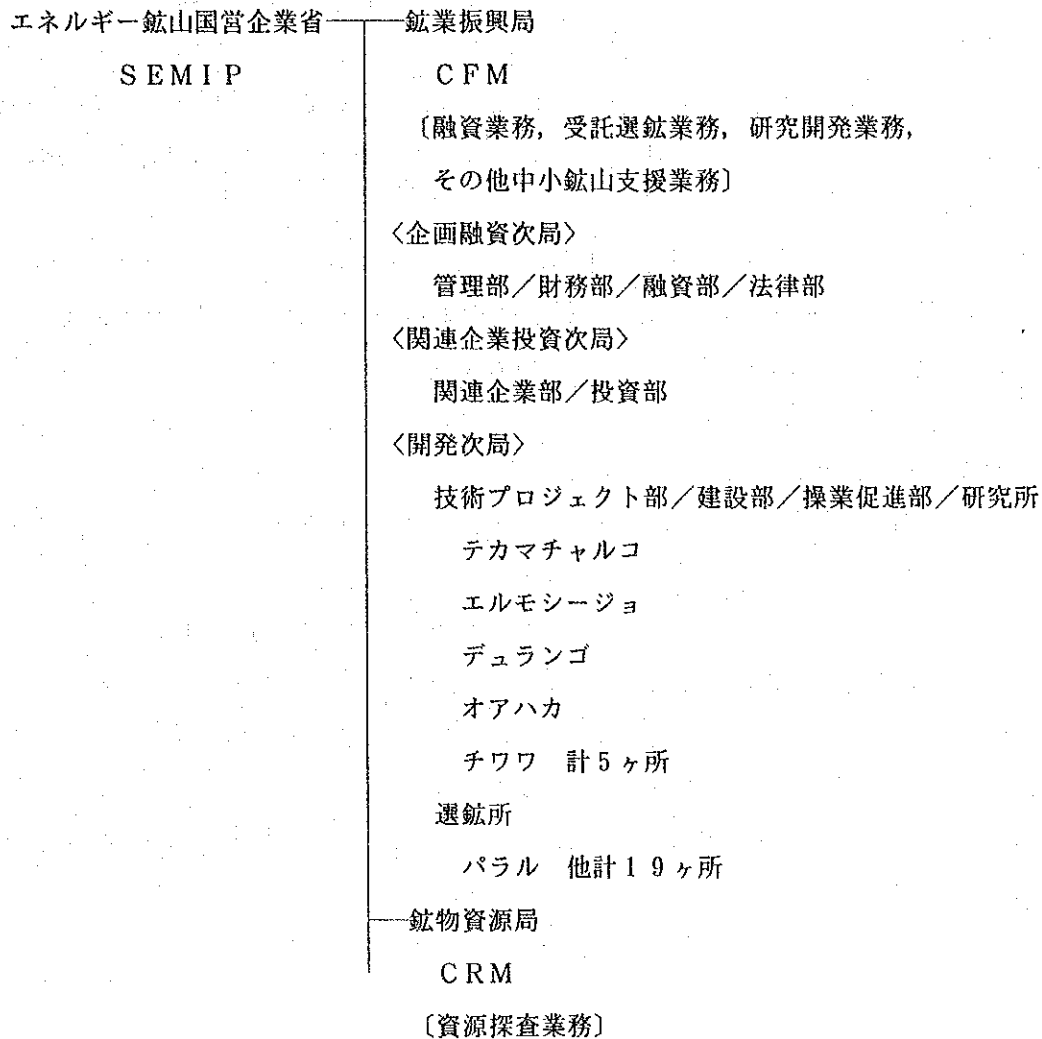 エネルギー鉱山国営企業省 鉱業振興局
SEMIP CFM
〔融資業務，受託選鉱業務，研究開発業務，
その他中小鉱山支援業務〕
〈企画融資次局〉
管理部／財務部／融資部／法律部
〈関連企業投資次局〉
関連企業部／投資部
〈開発次局〉
技術プロジェクト部／建設部／操業促進部／研究所
テカマチャルコ
エルモシージョ
デュランゴ
オアハカ
チワワ 計5ヶ所
選鉱所
パラル 他計19ヶ所
鉱物資源局
CRM
〔資源探査業務〕